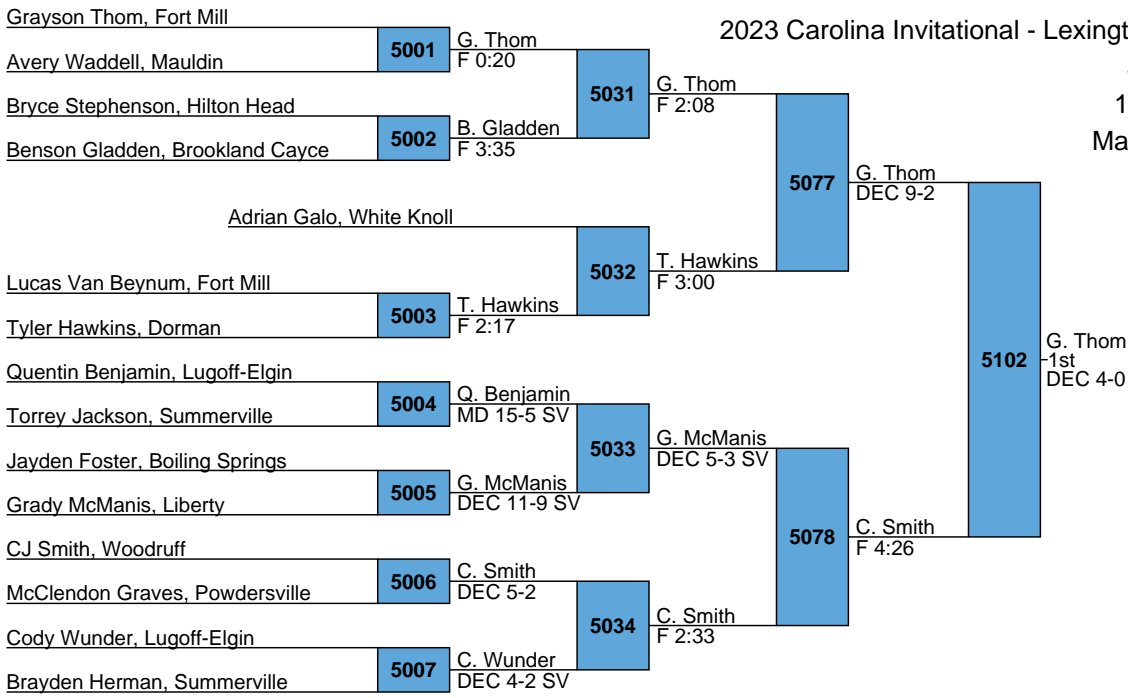 2023 Carolina Invitational - Lexingt
1
Ma
Grayson Thom, Fort Mill
Avery Waddell, Mauldin
5001
G. Thom
F 0:20
Bryce Stephenson, Hilton Head
Benson Gladden, Brookland Cayce
5002
B. Gladden
F 3:35
5031
G. Thom
F 2:08
Adrian Galo, White Knoll
Lucas Van Beynum, Fort Mill
Tyler Hawkins, Dorman
5003
T. Hawkins
F 2:17
5032
T. Hawkins
F 3:00
5077
G. Thom
DEC 9-2
Quentin Benjamin, Lugoff-Elgin
Torrey Jackson, Summerville
5004
Q. Benjamin
MD 15-5 SV
Jayden Foster, Boiling Springs
Grady McManis, Liberty
5005
G. McManis
DEC 11-9 SV
5033
G. McManis
DEC 5-3 SV
CJ Smith, Woodruff
McClendon Graves, Powdersville
5006
C. Smith
DEC 5-2
Cody Wunder, Lugoff-Elgin
Brayden Herman, Summerville
5007
C. Wunder
DEC 4-2 SV
5034
C. Smith
F 2:33
5078
C. Smith
F 4:26
5102
G. Thom
1st
DEC 4-0